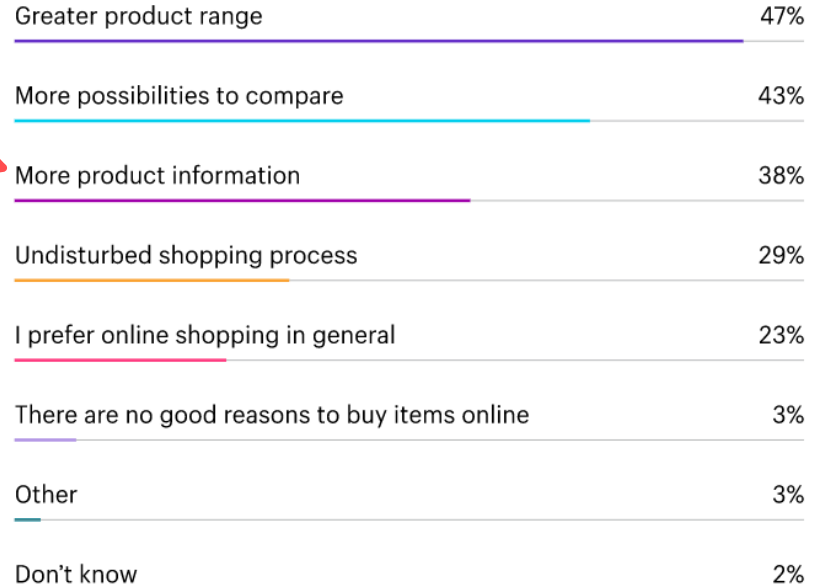 Greater product range 47%
More possibilities to compare 43%
More product information 38%
Undisturbed shopping process 29%
I prefer online shopping in general 23%
There are no good reasons to buy items online 3%
Other 3%
Don’t know 2%